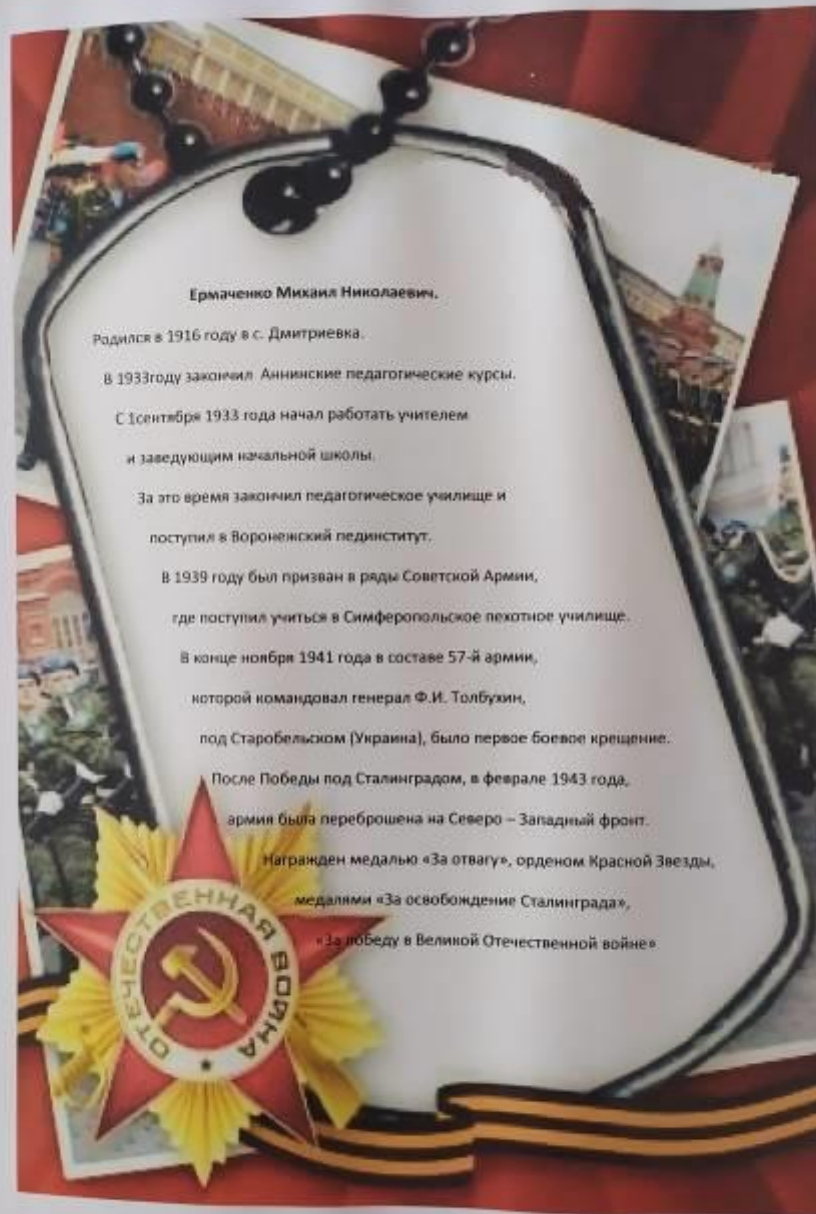 Ермаченко Михаил Николаевич.
Родился в 1916 году в с. Дмитриевка.
В 1933году закончил Аннинские педагогические курсы.
С 1сентября 1933 года начал работать учителем
и заведующим начальной школы.
За это время закончил педагогическое училище и
поступил в Воронежский пединститут.
В 1939 году был призван в ряды Советской Армии,
где поступил учиться в Симферопольское пехотное училище.
В конце ноября 1941 года в составе 57-й армии,
которой командовал генерал Ф.И. Толбухин,
под Старобельском (Украина), было первое боевое крещение.
После Победы под Сталинградом, в феврале 1943 года,
армия была переброшена на Северо – Западный фронт.
Награжден медалью «За отвагу», орденом Красной Звезды,
медалями «За освобождение Сталинграда»,
«За победу в Великой Отечественной войне»
ОТЕЧЕСТВЕННАЯ ВОЙНА